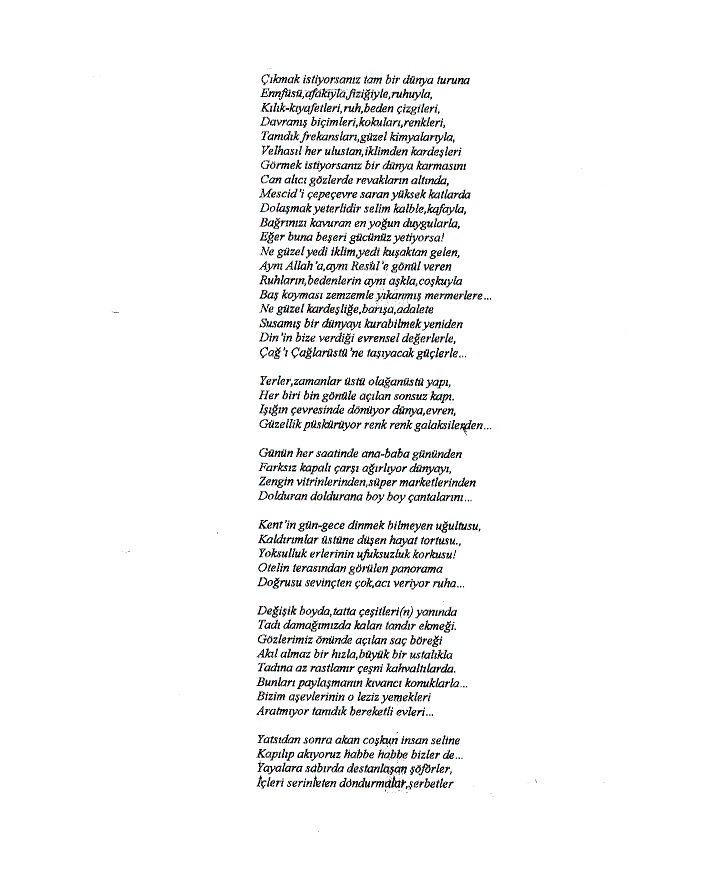 Çıkmak istiyorsanız tam bir dünya turuna
Ennfüsü,afakıyla,fiziğiyle,ruhuyla,
Kılık-kıyafetleri,ruh,beden çizgileri,
Davranış biçimleri,kokuları,renkleri,
Tanıdık frekansları,güzel kimyalarıyla,
Velhasıl her ulustan,iklimden kardeşleri
Görmek istiyorsanız bir dünya karmasını
Can alıcı gözlerde revakların altında,
Mescid'i çepeçevre saran yüksek katlarda
Dolaşmak yeterlidir selim kalble,kafayla,
Bağrınızı kavuran en yoğun duygularla,
Eğer buna beşeri gücünüz yetiyorsa!
Ne güzel yedi iklim,yedi kuşaktan gelen,
Aynı Allah'a,aynı Resûl'e gönül veren
Ruhların,bedenlerin aynı aşkla,coşkuyla
Baş koyması zemzemle yıkanmış mermerlere...
Ne güzel kardeşliğe,barışa,adalete
Susamış bir dünyayı kurabilmek yeniden
Din'in bize verdiği evrensel değerlerle,
Çağ'ı Çağlarüstü'ne taşıyacak güçlerle...

Yerler,zamanlar üstü olağanüstü yapı,
Her biri bin gönüle açılan sonsuz kapı.
Işığın çevresinde dönüyor dünya,evren,
Güzellik püskürüyor renk renk galaksilerden...

Günün her saatinde ana-baba gününden
Farksız kapalı çarşı ağırlıyor dünyayı,
Zengin vitrinlerinden,süper marketlerinden
Dolduran doldurana boy boy çantalarını...

Kent'in gün-gece dinmek bilmeyen uğultusu,
Kaldırımlar üstüne düşen hayat tortusu.,
Yoksulluk erlerinin ufuksuzluk korkusu!
Otelin terasından görülen panorama
Doğrusu sevinçten çok,acı veriyor ruha...

Değişik boyda,tatta çeşitleri(n) yanında
Tadı damağımızda kalan tandır ekmeği.
Gözlerimiz önünde açılan saç böreği
Akıl almaz bir hızla,büyük bir ustalıkla
Tadına az rastlanır çeşni kahvaltılarda.
Bunları paylaşmanın kıvancı konuklarla...
Bizim aşevlerinin o leziz yemekleri
Aratmıyor tanıdık bereketli evleri...

Yatsıdan sonra akan coşkun insan seline
Kapılıp akıyoruz habbe habbe bizler de...
Yayalara sabırda destanlaşan şöförler,
İçleri serinleten dondurmalar,şerbetler